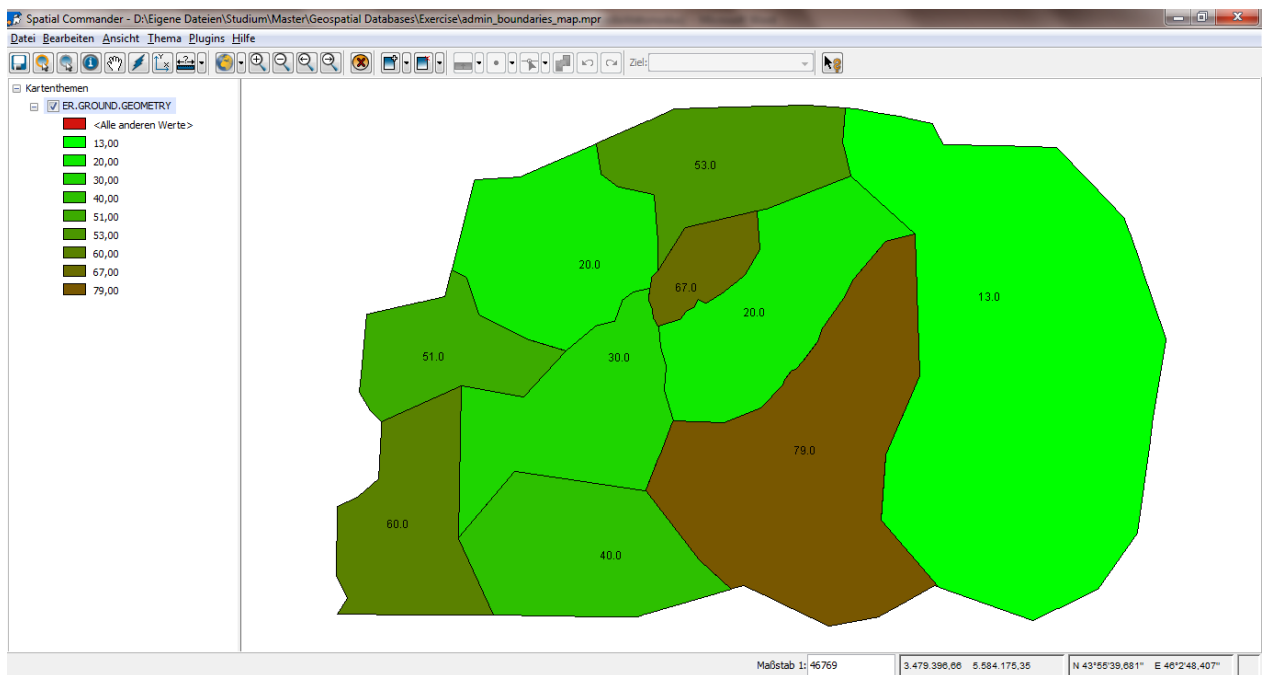 Spatial Commander - D:\Eigene Dateien\Studium\Master\Geospatial Databases\Exercise\admin_boundaries_map.mpr
Datei Bearbeiten Ansicht Thema Plugins Hilfe
Ziel:
Kartenthemen
ER.GROUND.GEOMETRY
<Alle anderen Werte>
13,00
20,00
30,00
40,00
51,00
53,00
60,00
67,00
79,00
53.0
20.0
67.0
13.0
20.0
51.0
30.0
79.0
60.0
40.0
Maßstab 1: 46769
3.479.396,66 5.584.175,35
N 43°55'39,681" E 46°2'48,407"